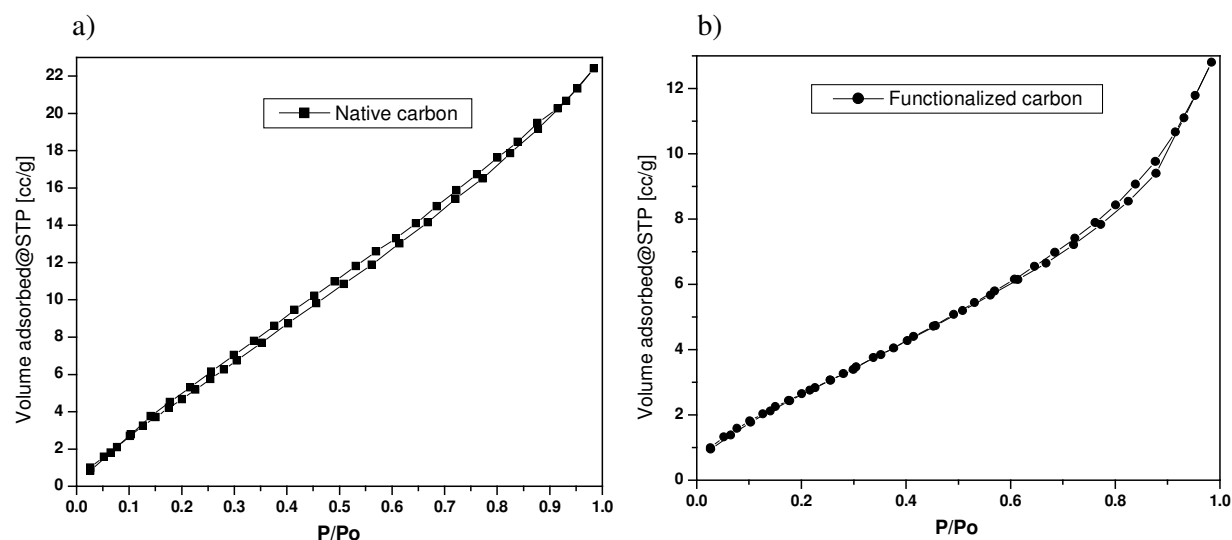 a)
b)
Native carbon
Volume adsorbed@STP [cc/g]
22
20
18
16
14
12
10
8
6
4
2
0
0.0 0.1 0.2 0.3 0.4 0.5 0.6 0.7 0.8 0.9 1.0
P/Po
Functionalized carbon
Volume adsorbed@STP [cc/g]
12
10
8
6
4
2
0
0.0 0.2 0.4 0.6 0.8 1.0
P/Po